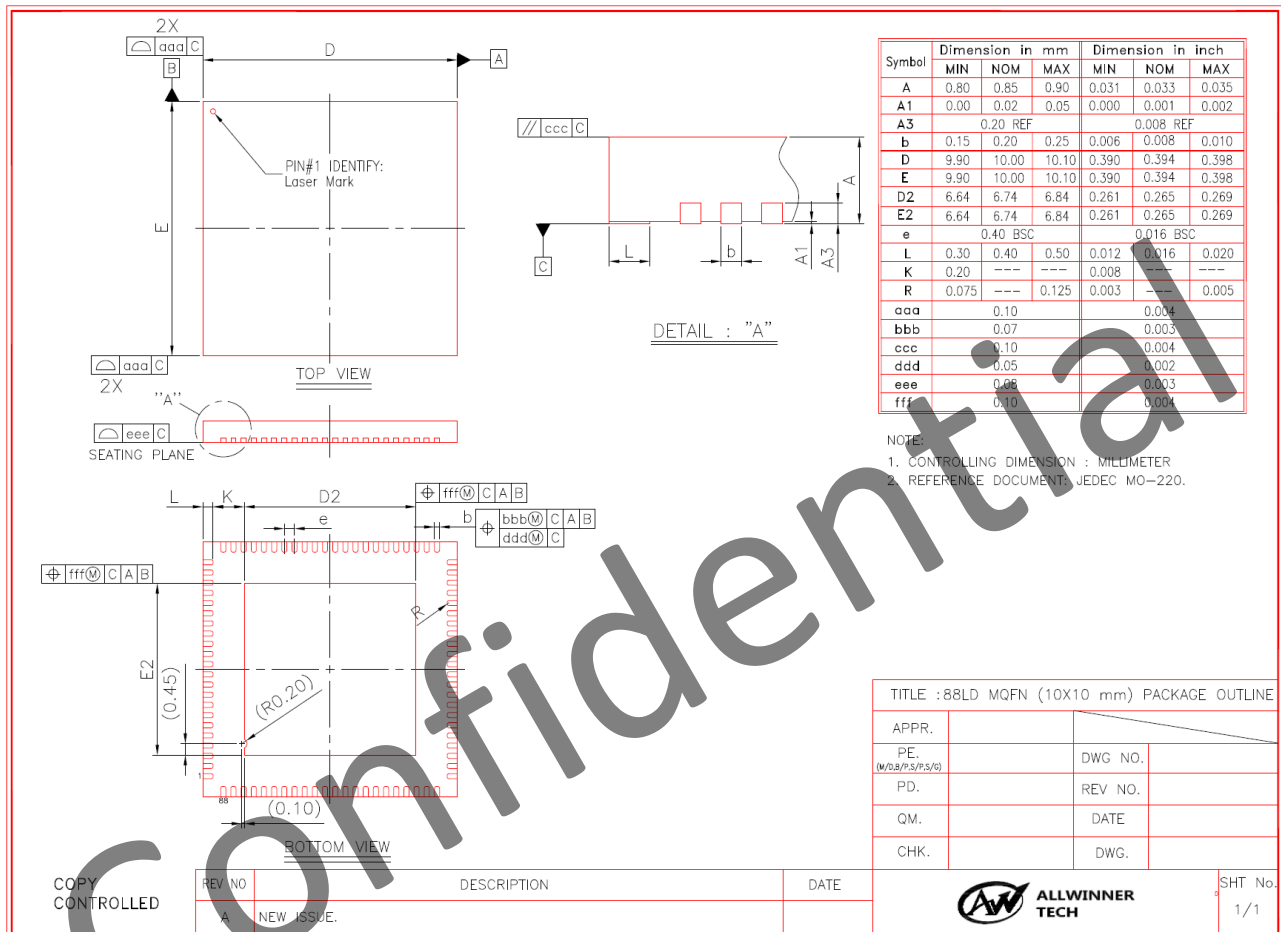 2X
aaa C
B
D
A
PIN#1 IDENTIFY:
Laser Mark
E
aaa C
2X
TOP VIEW
"A"
eee C
SEATING PLANE
// ccc C
A
C
L
b
A1
A3
DETAIL : "A"
Symbol Dimension in mm Dimension in inch
MIN NOM MAX MIN NOM MAX
A 0.80 0.85 0.90 0.031 0.033 0.035
A1 0.00 0.02 0.05 0.000 0.001 0.002
A3 0.20 REF 0.008 REF
b 0.15 0.20 0.25 0.006 0.008 0.010
D 9.90 10.00 10.10 0.390 0.394 0.398
E 9.90 10.00 10.10 0.390 0.394 0.398
D2 6.64 6.74 6.84 0.261 0.265 0.269
E2 6.64 6.74 6.84 0.261 0.265 0.269
e 0.40 BSC 0.016 BSC
L 0.30 0.40 0.50 0.012 0.016 0.020
K 0.20 --- --- 0.008 --- ---
R 0.075 --- 0.125 0.003 --- 0.005
aaa 0.10 0.004
bbb 0.07 0.003
ccc 0.10 0.004
ddd 0.05 0.002
eee 0.08 0.003
fff 0.10 0.004
NOTE:
1. CONTROLLING DIMENSION : MILLIMETER
2. REFERENCE DOCUMENT: JEDEC MO-220.
L K D2
fffⓂ C A B
e
b
bbbⓂ C A B
dddⓂ C
fffⓂ C A B
R
E2
(0.45)
(R0.20)
1
88
(0.10)
BOTTOM VIEW
Confidential
TITLE :88LD MQFN (10X10 mm) PACKAGE OUTLINE
APPR.
PE.
(M/D,B/P,S/P,S/G)
DWG NO.
PD.
REV NO.
QM.
DATE
CHK.
DWG.
COPY
CONTROLLED
REV NO DESCRIPTION DATE
A NEW ISSUE.
AW ALLWINNER
TECH
SHT No.
1/1